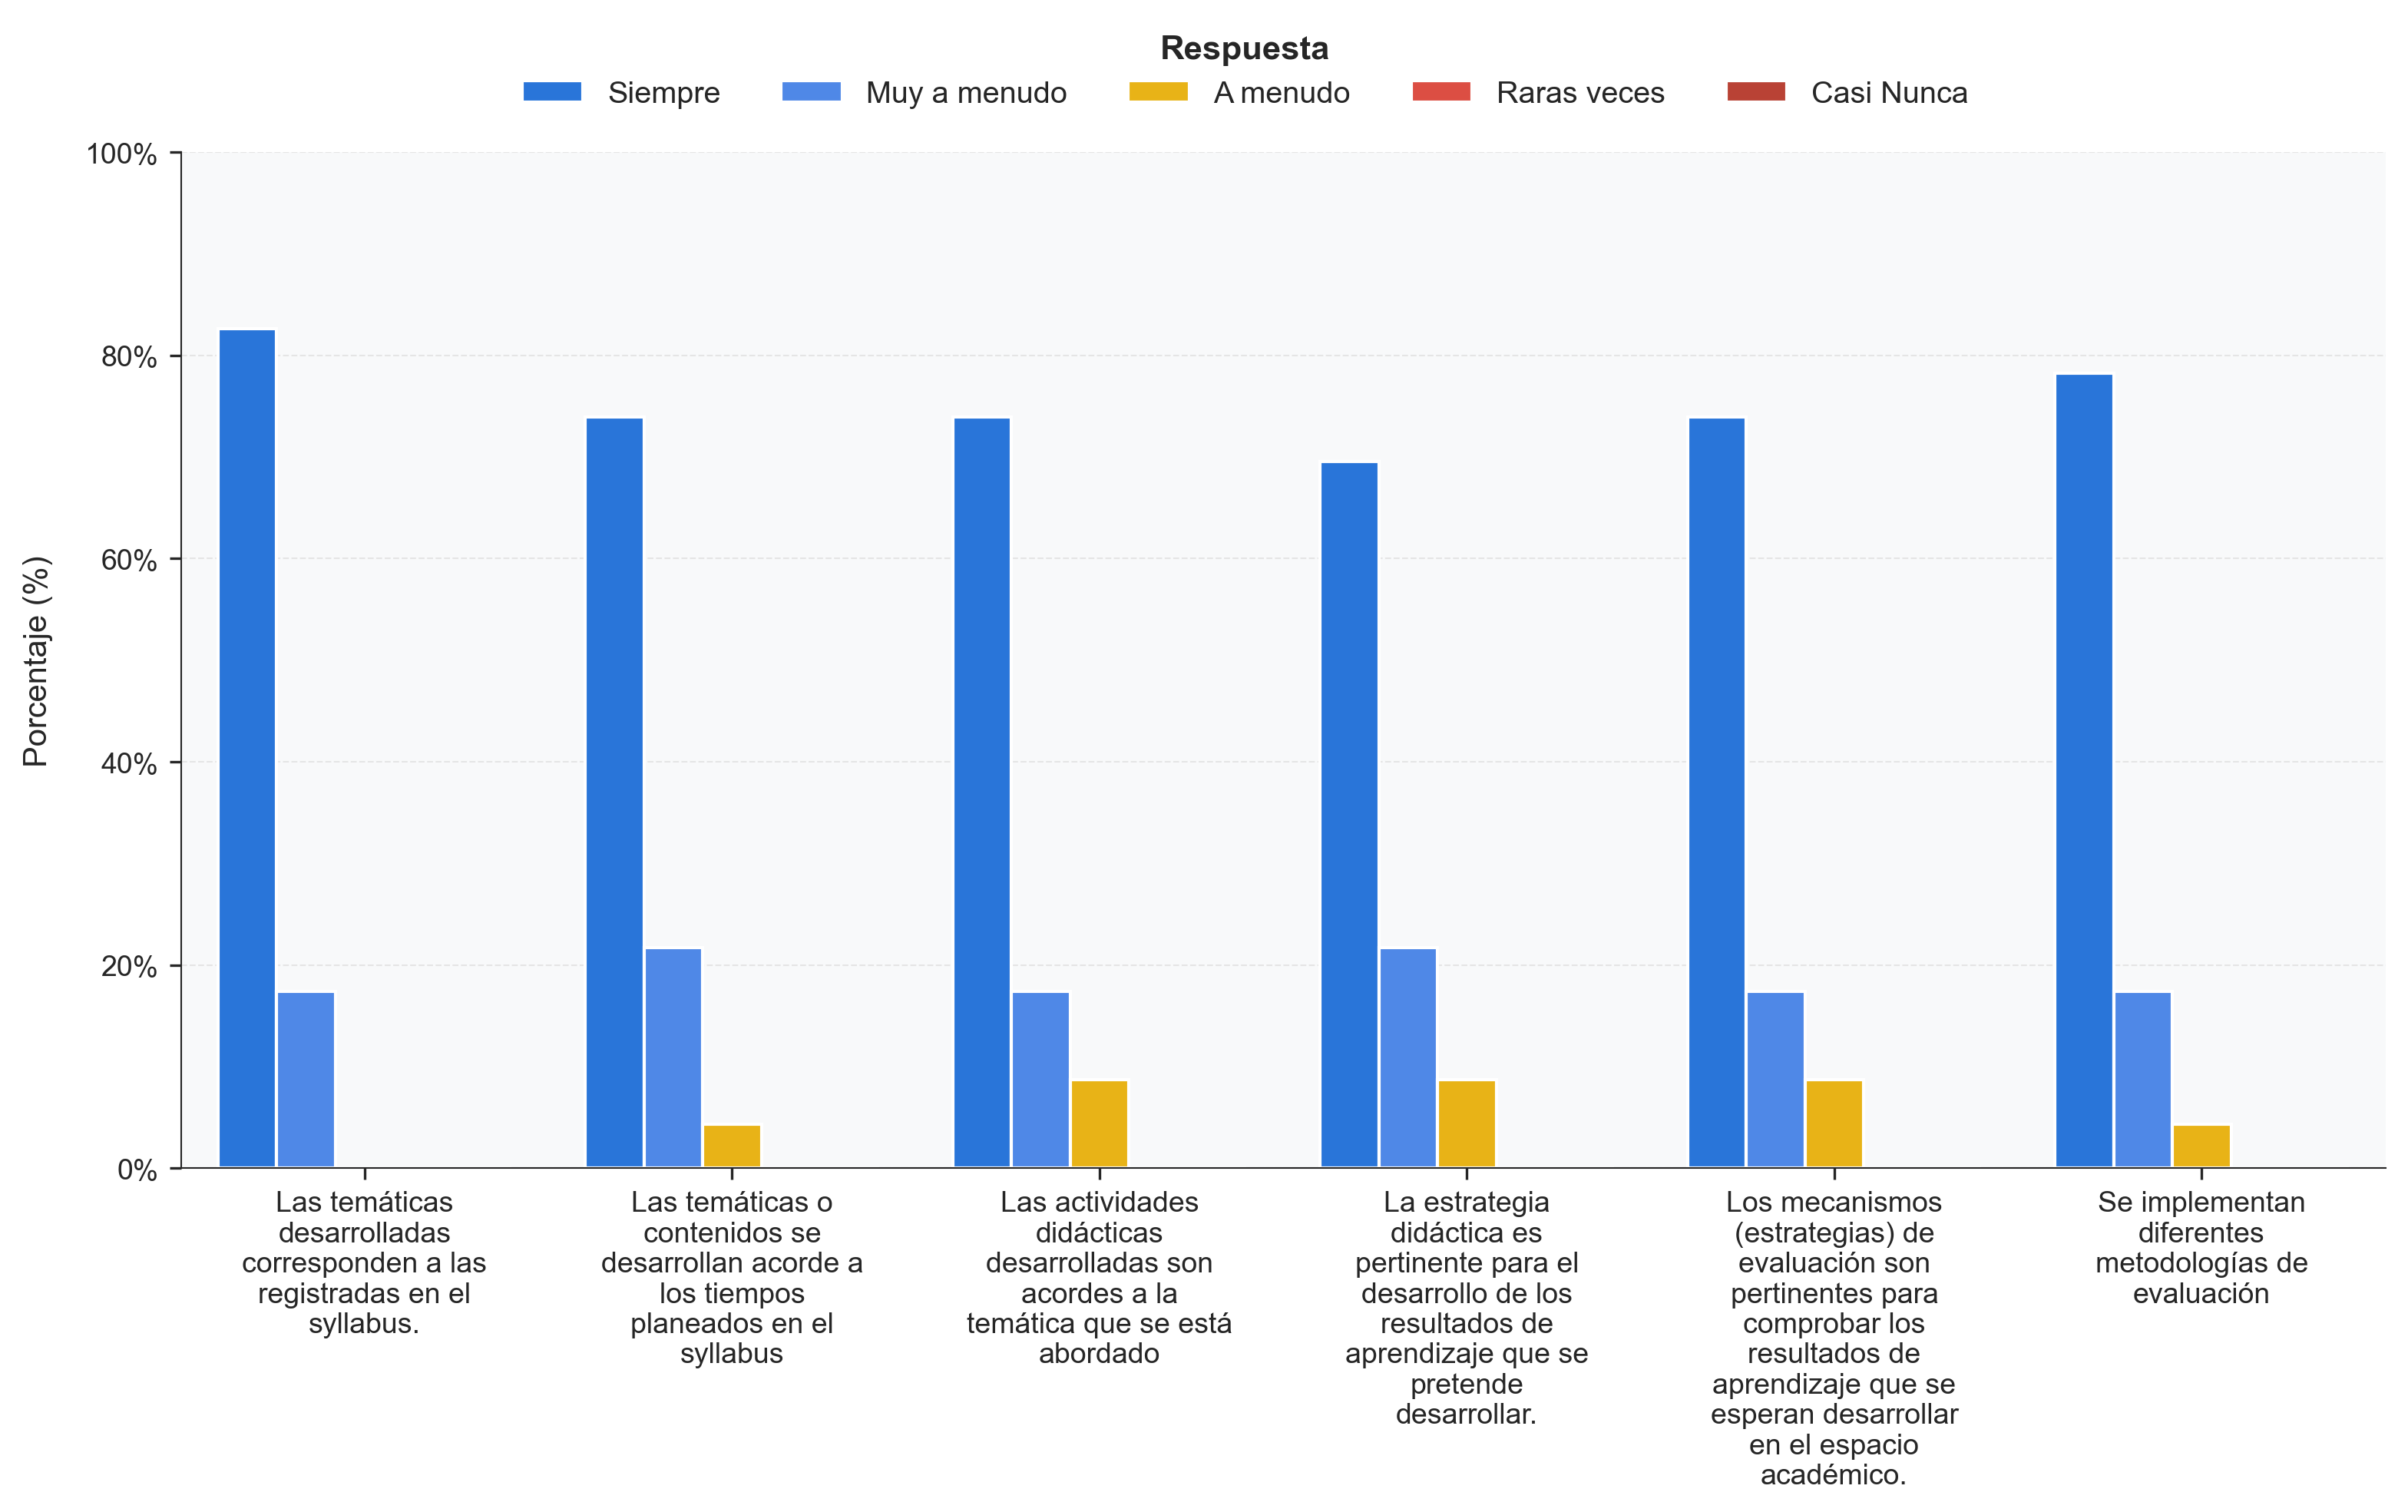 Respuesta
Siempre
Muy a menudo
A menudo
Raras veces
Casi Nunca
Porcentaje (%)
100%
80%
60%
40%
20%
0%
Las temáticas
desarrolladas
corresponden a las
registradas en el
syllabus.
Las temáticas o
contenidos se
desarrollan acorde a
los tiempos
planeados en el
syllabus
Las actividades
didácticas
desarrolladas son
acordes a la
temática que se está
abordado
La estrategia
didáctica es
pertinente para el
desarrollo de los
resultados de
aprendizaje que se
pretende
desarrollar.
Los mecanismos
(estrategias) de
evaluación son
pertinentes para
comprobar los
resultados de
aprendizaje que se
esperan desarrollar
en el espacio
académico.
Se implementan
diferentes
metodologías de
evaluación